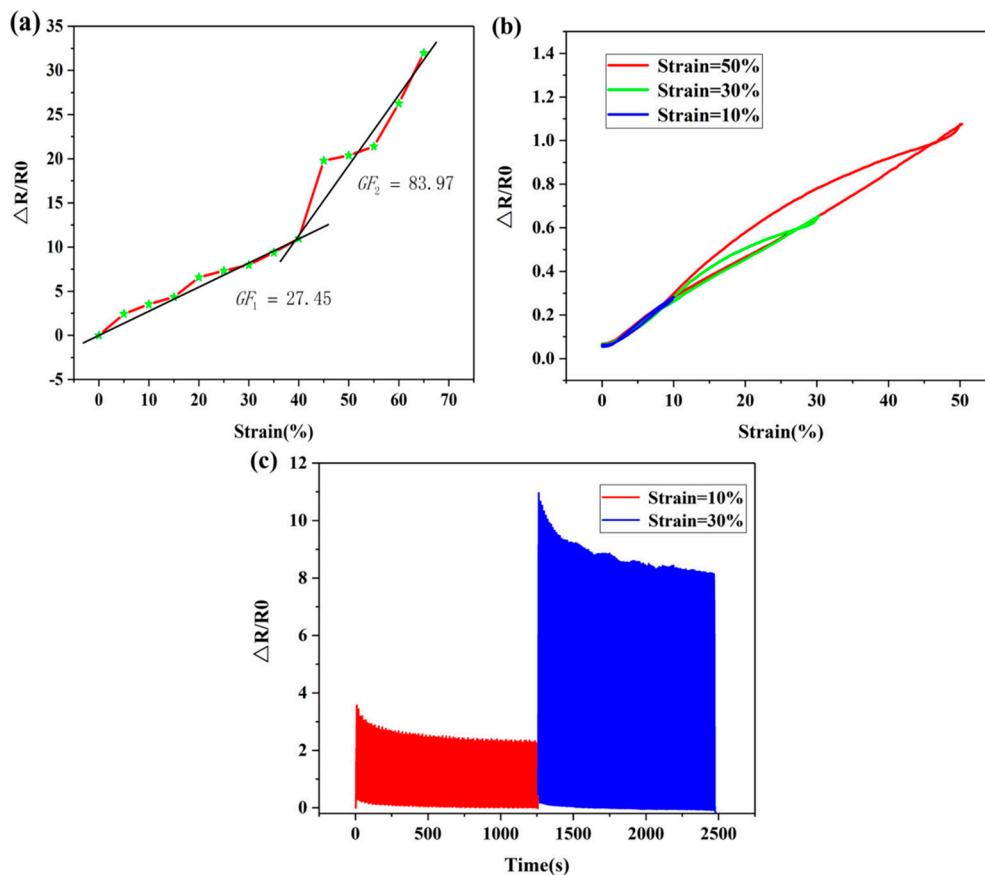 (a)
35
30
25
20
15
10
5
0
-5
△R/R0
GF₂ = 83.97
GF₁ = 27.45
0 10 20 30 40 50 60 70
Strain(%)
(b)
1.4
1.2
1.0
0.8
0.6
0.4
0.2
0.0
△R/R0
Strain=50%
Strain=30%
Strain=10%
0 10 20 30 40 50
Strain(%)
(c)
12
10
8
6
4
2
0
△R/R0
Strain=10%
Strain=30%
0 500 1000 1500 2000 2500
Time(s)